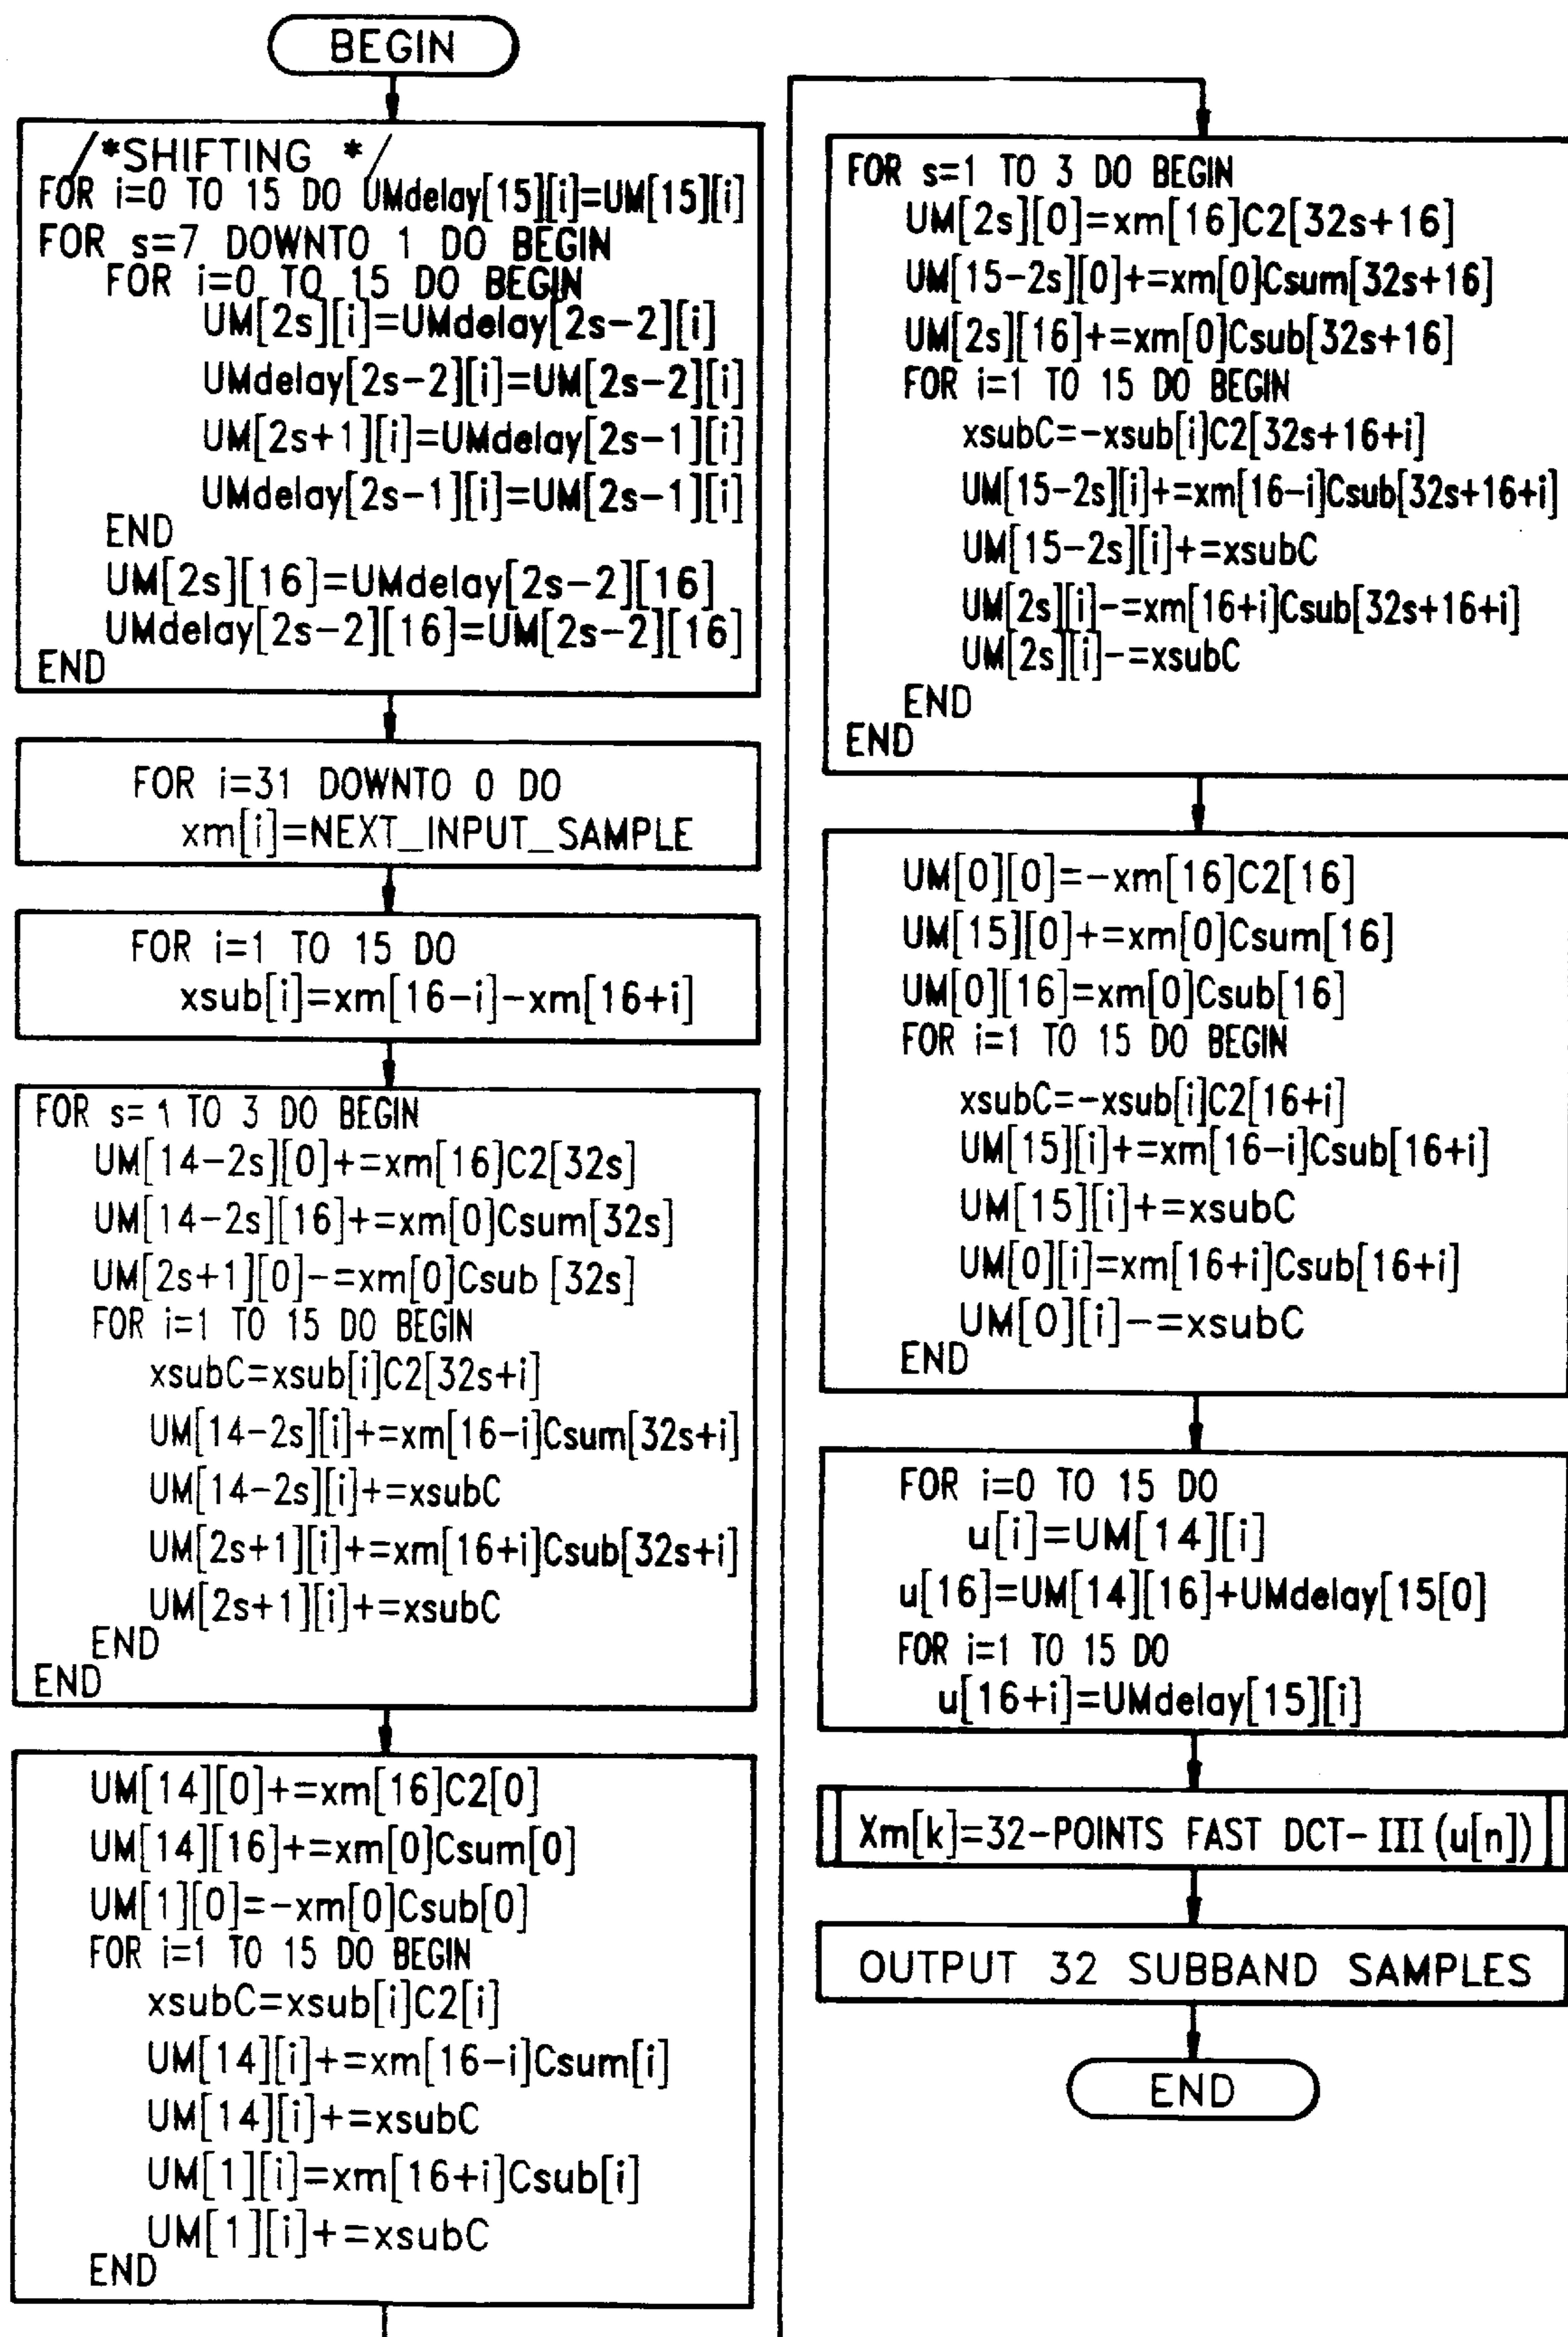 BEGIN
/*SHIFTING */
FOR i=0 TO 15 DO UMdelay[15][i]=UM[15][i]
FOR s=7 DOWNTO 1 DO BEGIN
FOR i=0 TO 15 DO BEGIN
UM[2s][i]=UMdelay[2s-2][i]
UMdelay[2s-2][i]=UM[2s-2][i]
UM[2s+1][i]=UMdelay[2s-1][i]
UMdelay[2s-1][i]=UM[2s-1][i]
END
UM[2s][16]=UMdelay[2s-2][16]
UMdelay[2s-2][16]=UM[2s-2][16]
END
FOR i=31 DOWNTO 0 DO
xm[i]=NEXT_INPUT_SAMPLE
FOR i=1 TO 15 DO
xsub[i]=xm[16-i]-xm[16+i]
FOR s= 1 TO 3 DO BEGIN
UM[14-2s][0]+=xm[16]C2[32s]
UM[14-2s][16]+=xm[0]Csum[32s]
UM[2s+1][0]-=xm[0]Csub [32s]
FOR i=1 TO 15 DO BEGIN
xsubC=xsub[i]C2[32s+i]
UM[14-2s][i]+=xm[16-i]Csum[32s+i]
UM[14-2s][i]+=xsubC
UM[2s+1][i]+=xm[16+i]Csub[32s+i]
UM[2s+1][i]+=xsubC
END
END
UM[14][0]+=xm[16]C2[0]
UM[14][16]+=xm[0]Csum[0]
UM[1][0]=-xm[0]Csub[0]
FOR i=1 TO 15 DO BEGIN
xsubC=xsub[i]C2[i]
UM[14][i]+=xm[16-i]Csum[i]
UM[14][i]+=xsubC
UM[1][i]=xm[16+i]Csub[i]
UM[1][i]+=xsubC
END
FOR s=1 TO 3 DO BEGIN
UM[2s][0]=xm[16]C2[32s+16]
UM[15-2s][0]+=xm[0]Csum[32s+16]
UM[2s][16]+=xm[0]Csub[32s+16]
FOR i=1 TO 15 DO BEGIN
xsubC=-xsub[i]C2[32s+16+i]
UM[15-2s][i]+=xm[16-i]Csub[32s+16+i]
UM[15-2s][i]+=xsubC
UM[2s][i]-=xm[16+i]Csub[32s+16+i]
UM[2s][i]-=xsubC
END
END
UM[0][0]=-xm[16]C2[16]
UM[15][0]+=xm[0]Csum[16]
UM[0][16]=xm[0]Csub[16]
FOR i=1 TO 15 DO BEGIN
xsubC=-xsub[i]C2[16+i]
UM[15][i]+=xm[16-i]Csub[16+i]
UM[15][i]+=xsubC
UM[0][i]=xm[16+i]Csub[16+i]
UM[0][i]-=xsubC
END
FOR i=0 TO 15 DO
u[i]=UM[14][i]
u[16]=UM[14][16]+UMdelay[15[0]
FOR i=1 TO 15 DO
u[16+i]=UMdelay[15][i]
Xm[k]=32-POINTS FAST DCT-III (u[n])
OUTPUT 32 SUBBAND SAMPLES
END